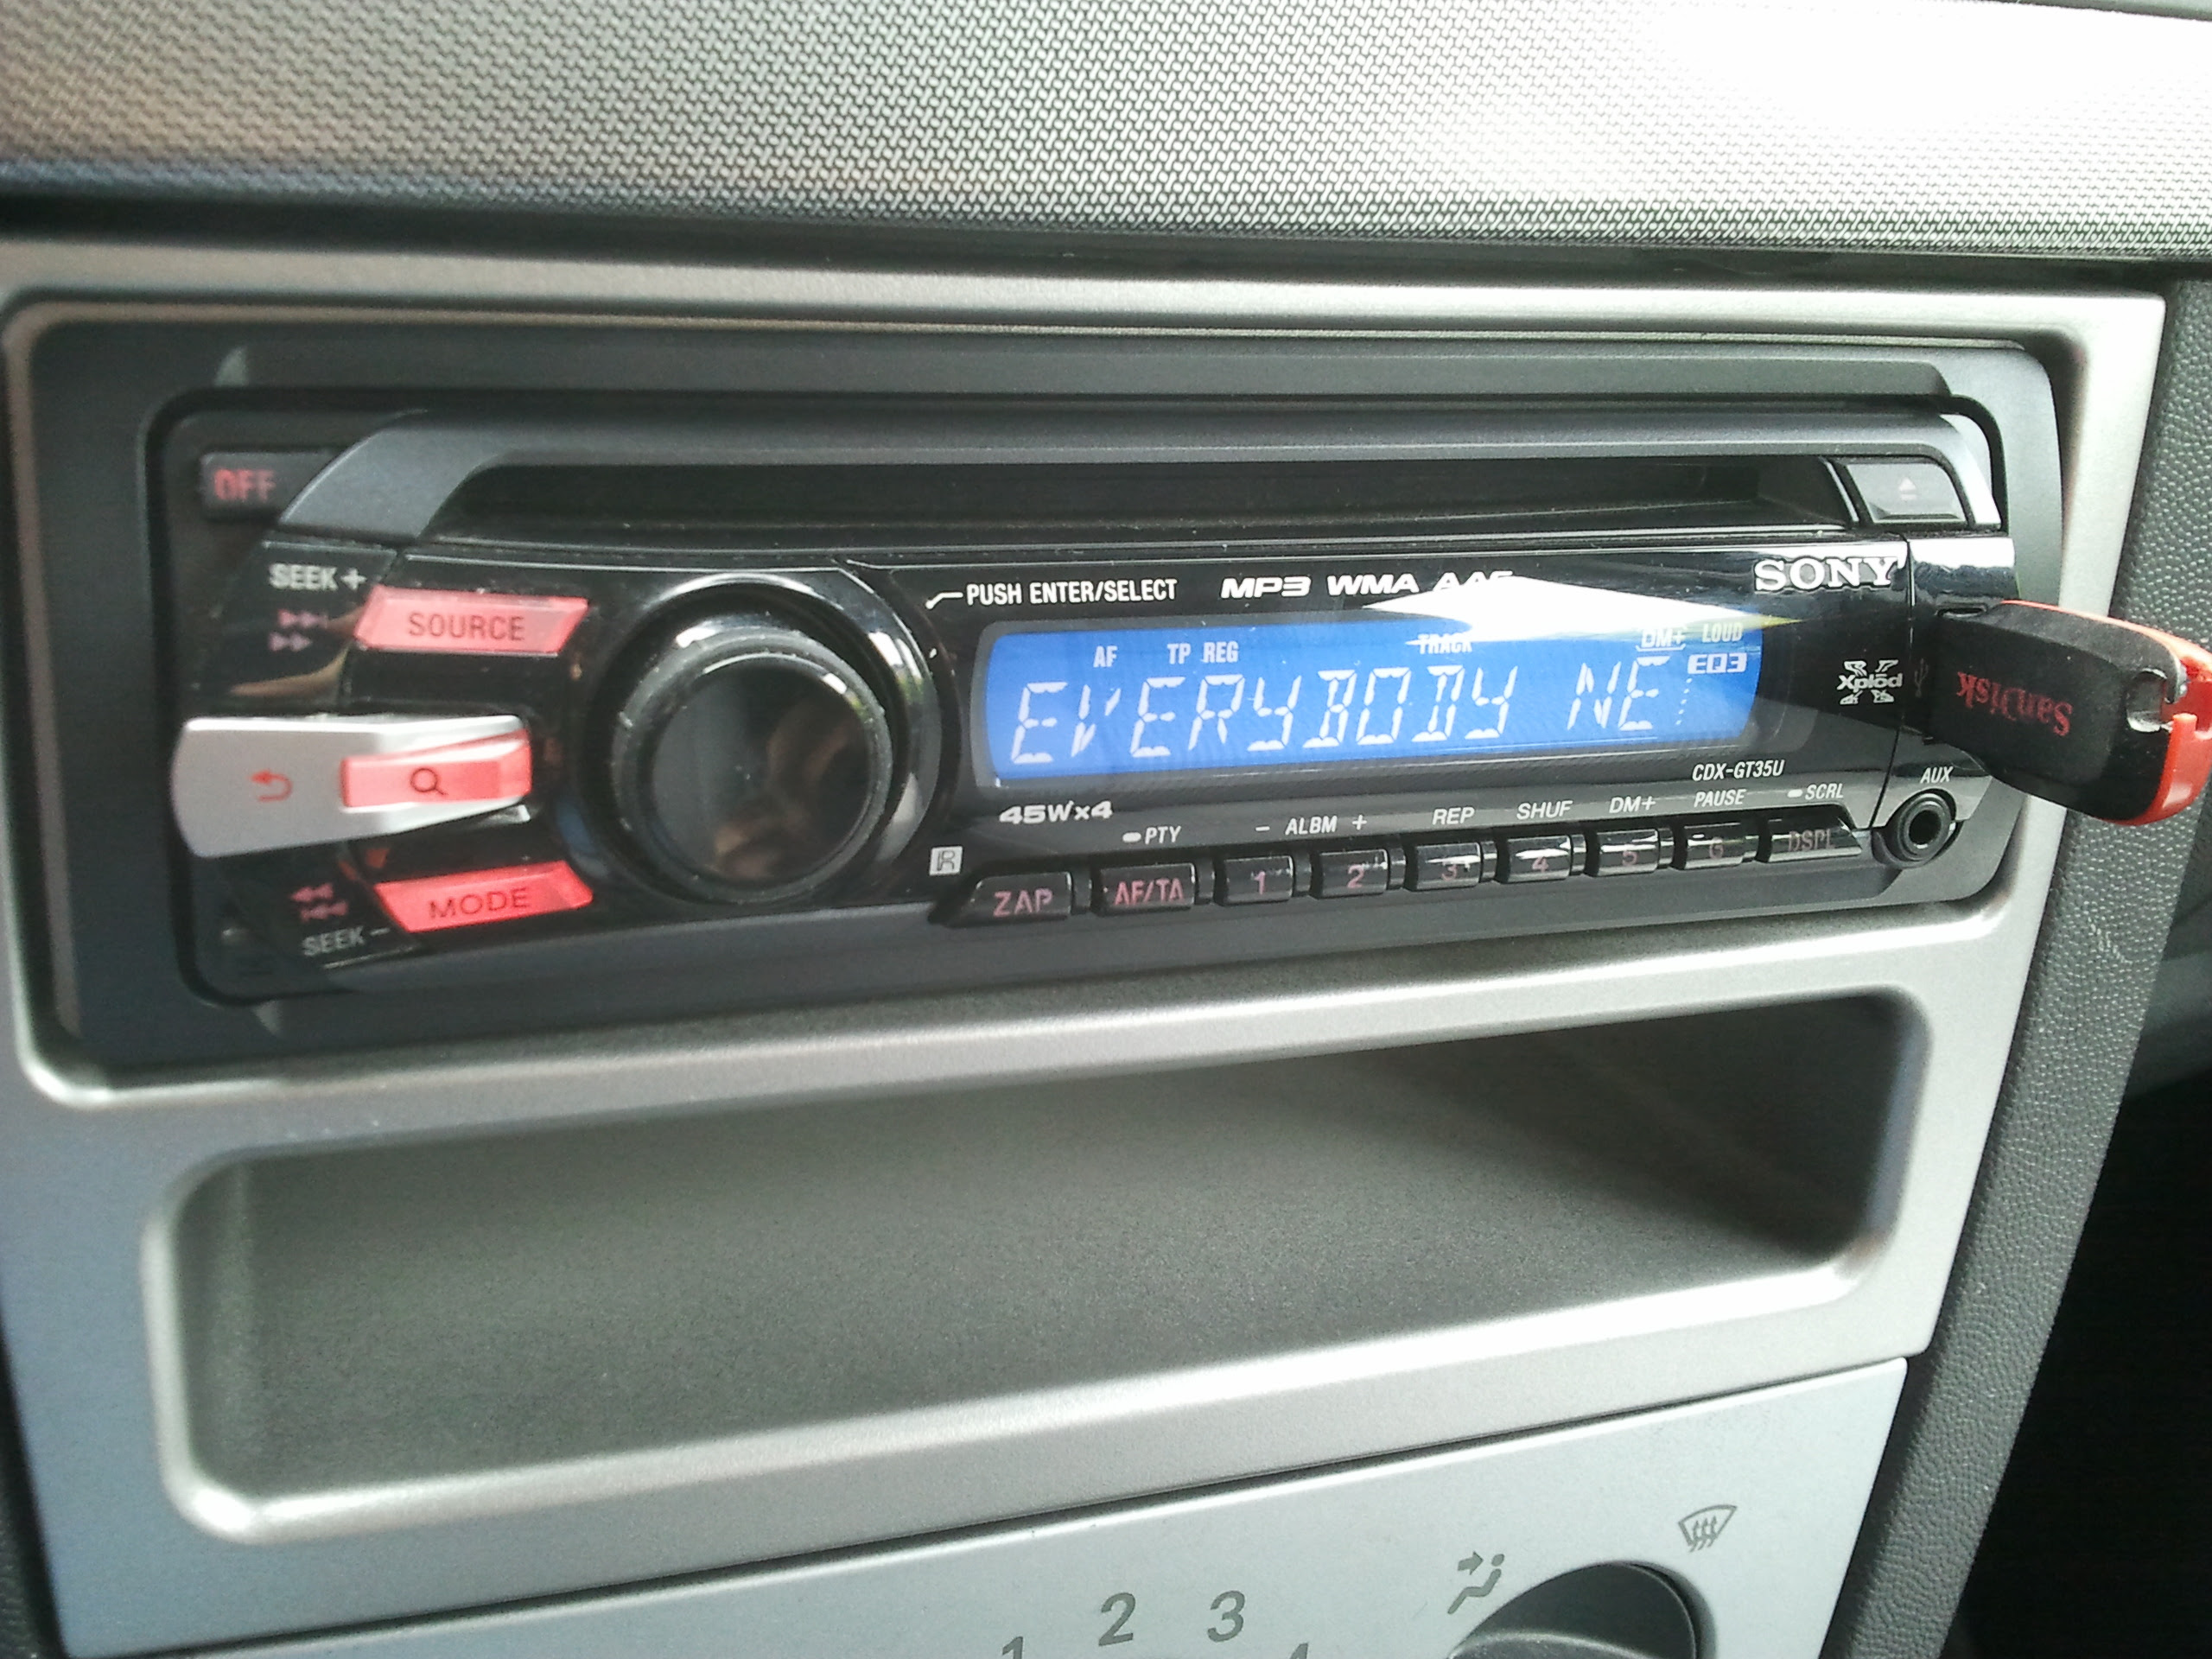 OFF
SEEK +
SOURCE
PUSH ENTER/SELECT
MP3 WMA
SONY
AF TP REG TRACK DM+ LOUD
EQ3
EVERYBODY NE
Xplōd
SanDisk
CDX-GT35U
45W×4
PTY
- ALBM +
REP
SHUF
DM+
PAUSE
SCRL
AUX
R
MODE
SEEK -
ZAP
AF/TA
1
2
3
4
5
6
DSPL
1
2
3
4